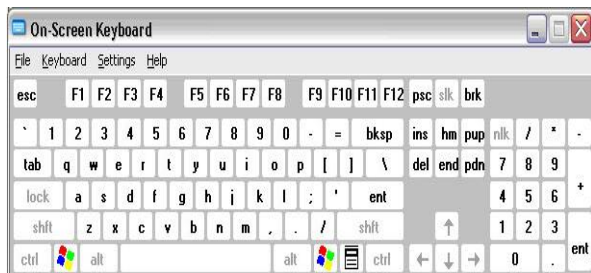 On-Screen Keyboard
File Keyboard Settings Help
esc F1 F2 F3 F4 F5 F6 F7 F8 F9 F10 F11 F12 psc slk brk
` 1 2 3 4 5 6 7 8 9 0 - = bksp ins hm pup nlk / * -
tab q w e r t y u i o p [ ] \ del end pdn 7 8 9 +
lock a s d f g h j k l ; ' ent 4 5 6
shft z x c v b n m , . / shft ↑ 1 2 3 ent
ctrl alt alt ctrl ← ↓ → 0 .